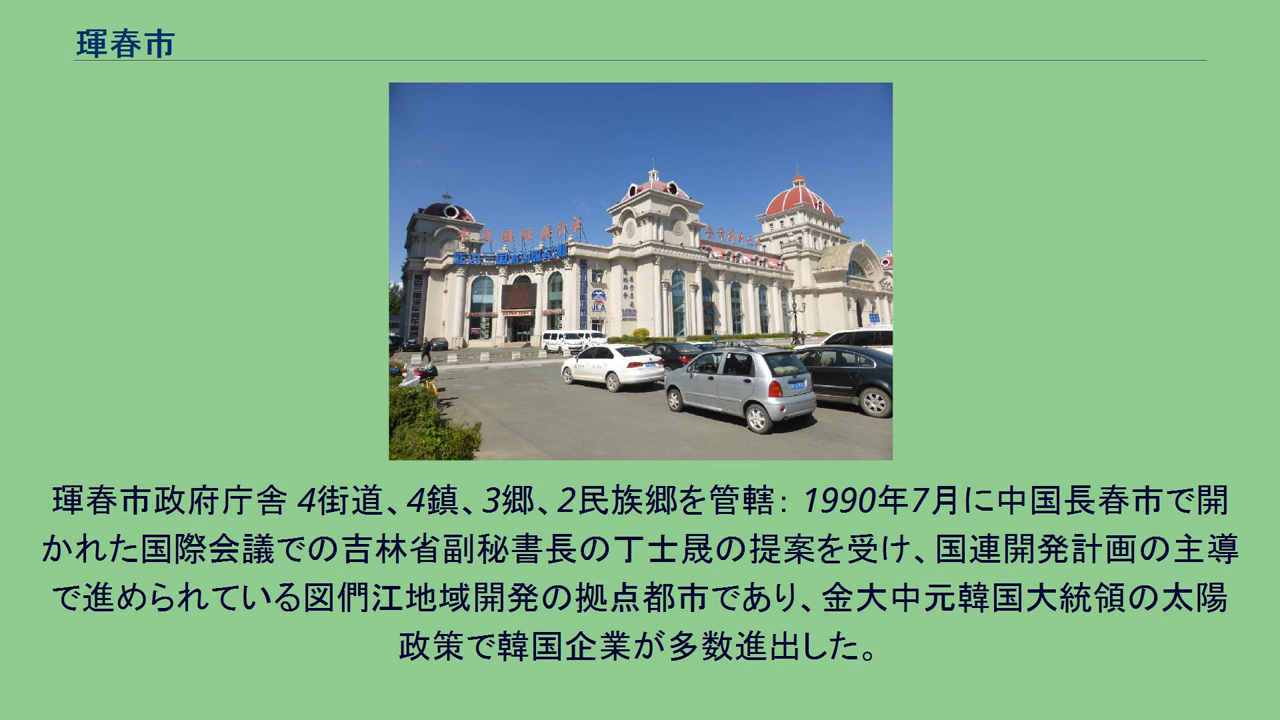 琿春市
琿春市政府庁舎 4街道、4鎮、3郷、2民族郷を管轄： 1990年7月に中国長春市で開
かれた国際会議での吉林省副秘書長の丁士晟の提案を受け、国連開発計画の主導
で進められている図們江地域開発の拠点都市であり、金大中元韓国大統領の太陽
政策で韓国企業が多数進出した。